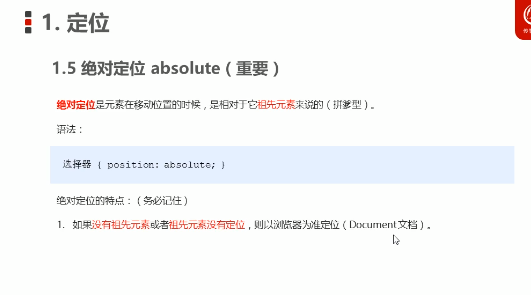 1. 定位
1.5 绝对定位 absolute（重要）
绝对定位是元素在移动位置的时候，是相对于它祖先元素来说的（拼爹型）。
语法：
选择器 { position: absolute; }
绝对定位的特点：（务必记住）
1. 如果没有祖先元素或者祖先元素没有定位，则以浏览器为准定位（Document 文档）。